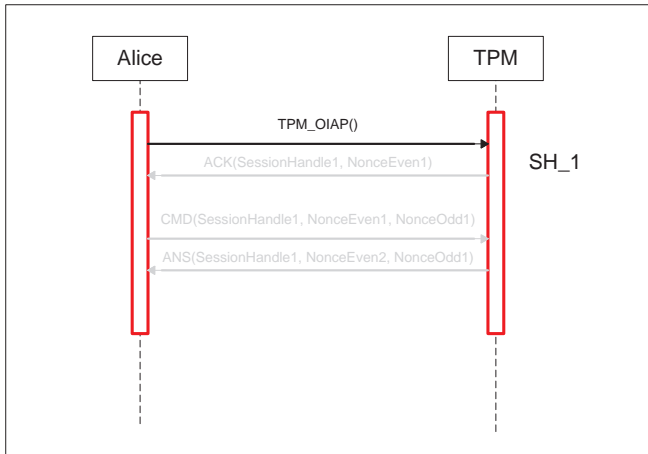 Alice
TPM
TPM_OIAP()
ACK(SessionHandle1, NonceEven1)
SH_1
CMD(SessionHandle1, NonceEven1, NonceOdd1)
ANS(SessionHandle1, NonceEven2, NonceOdd1)